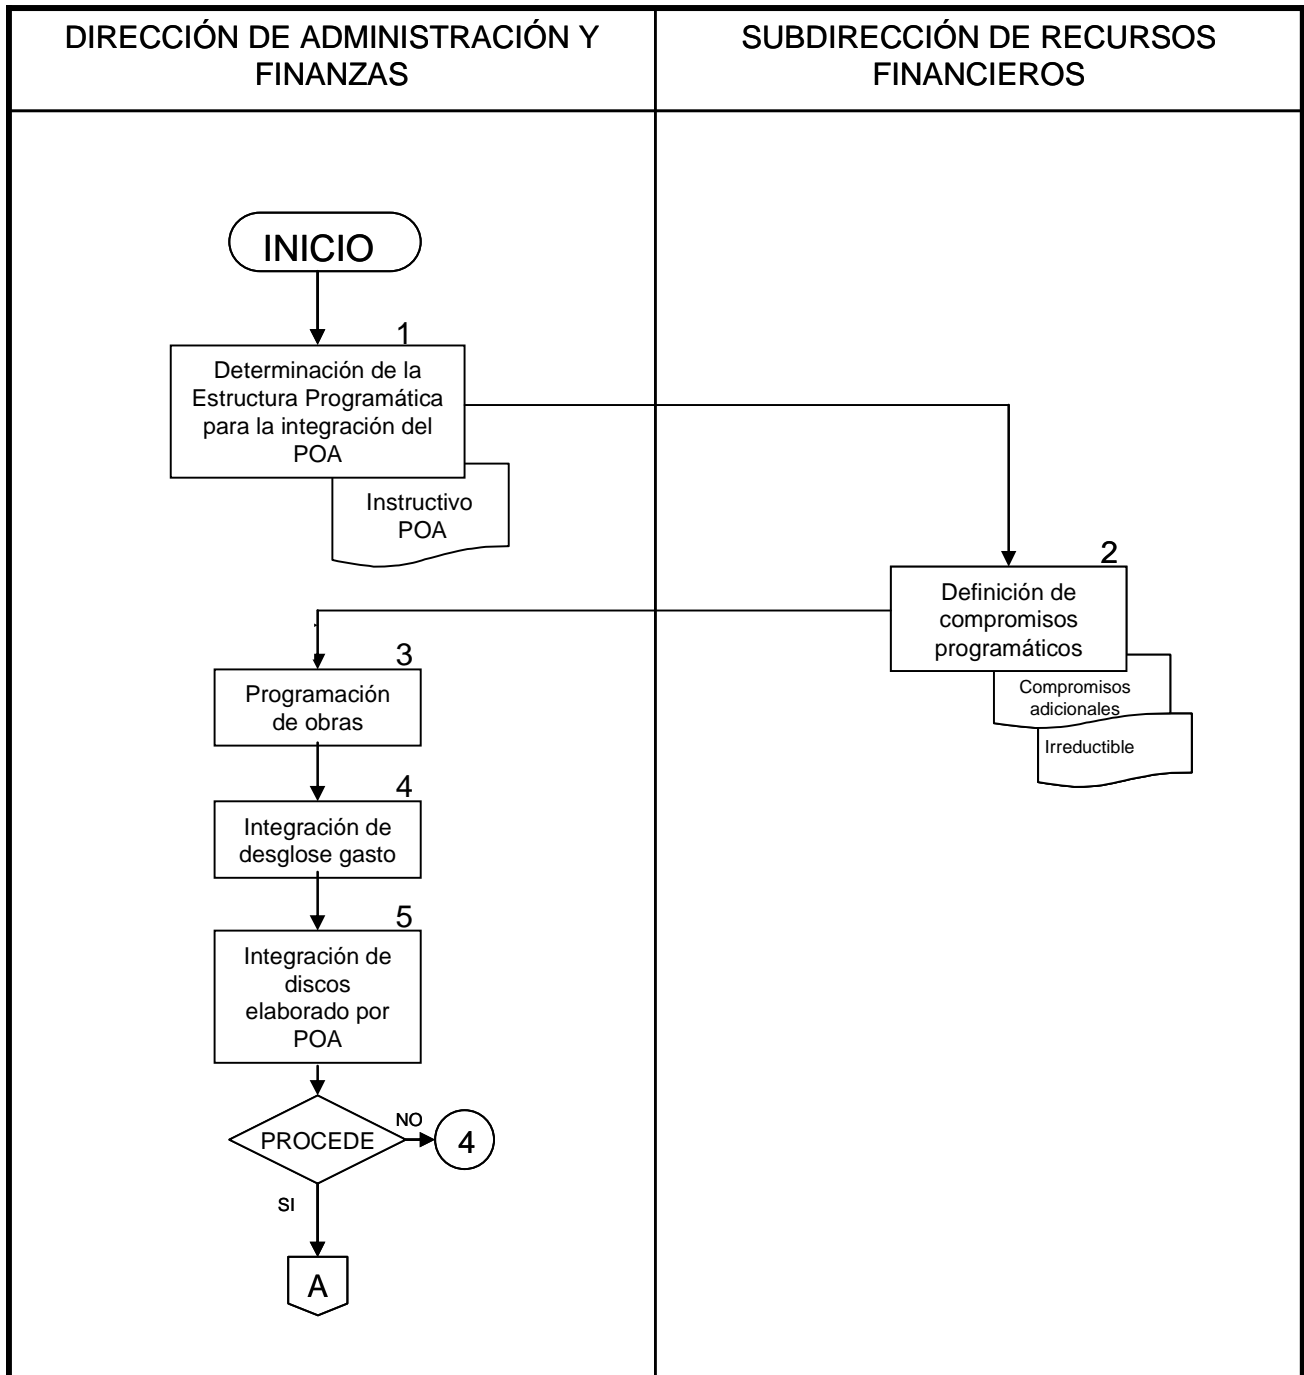 DIRECCIÓN DE ADMINISTRACIÓN Y
FINANZAS
SUBDIRECCIÓN DE RECURSOS
FINANCIEROS
INICIO
1
Determinación de la
Estructura Programática
para la integración del
POA
Instructivo
POA
2
Definición de
compromisos
programáticos
Compromisos
adicionales
Irreductible
3
Programación
de obras
4
Integración de
desglose gasto
5
Integración de
discos
elaborado por
POA
PROCEDE
NO
4
SI
A